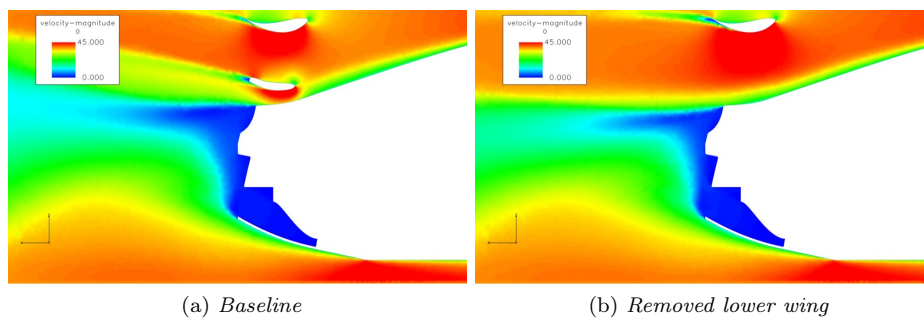 velocity-magnitude
0
45.000
0.000
velocity-magnitude
0
45.000
0.000
(a) Baseline
(b) Removed lower wing